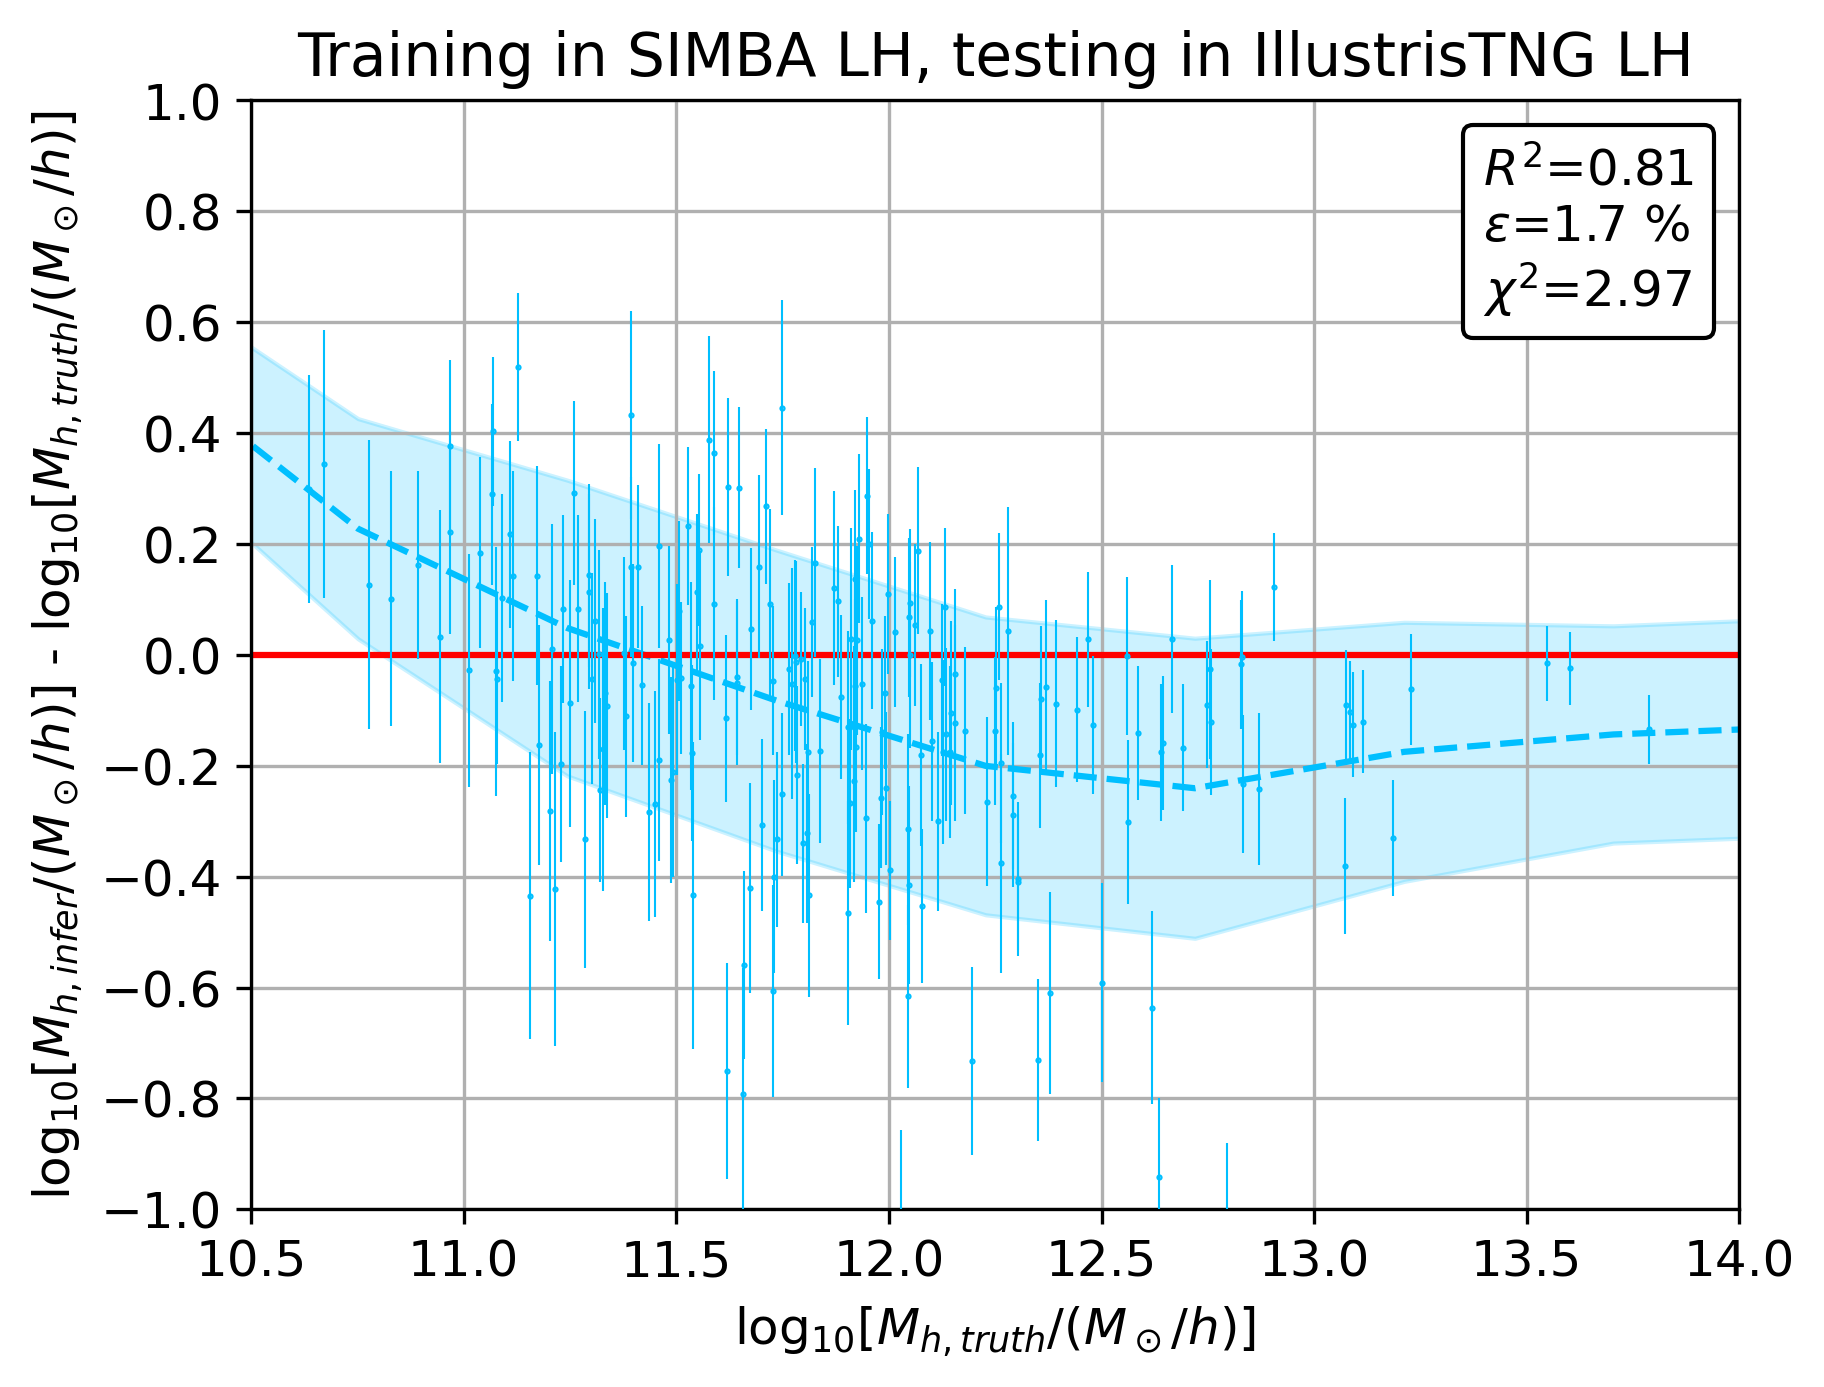 Training in SIMBA LH, testing in IllustrisTNG LH
log₁₀[M_{h,infer}/(M_⊙/h)] - log₁₀[M_{h,truth}/(M_⊙/h)]
1.0
0.8
0.6
0.4
0.2
0.0
−0.2
−0.4
−0.6
−0.8
−1.0
R²=0.81
ε=1.7 %
χ²=2.97
10.5 11.0 11.5 12.0 12.5 13.0 13.5 14.0
log₁₀[M_{h,truth}/(M_⊙/h)]